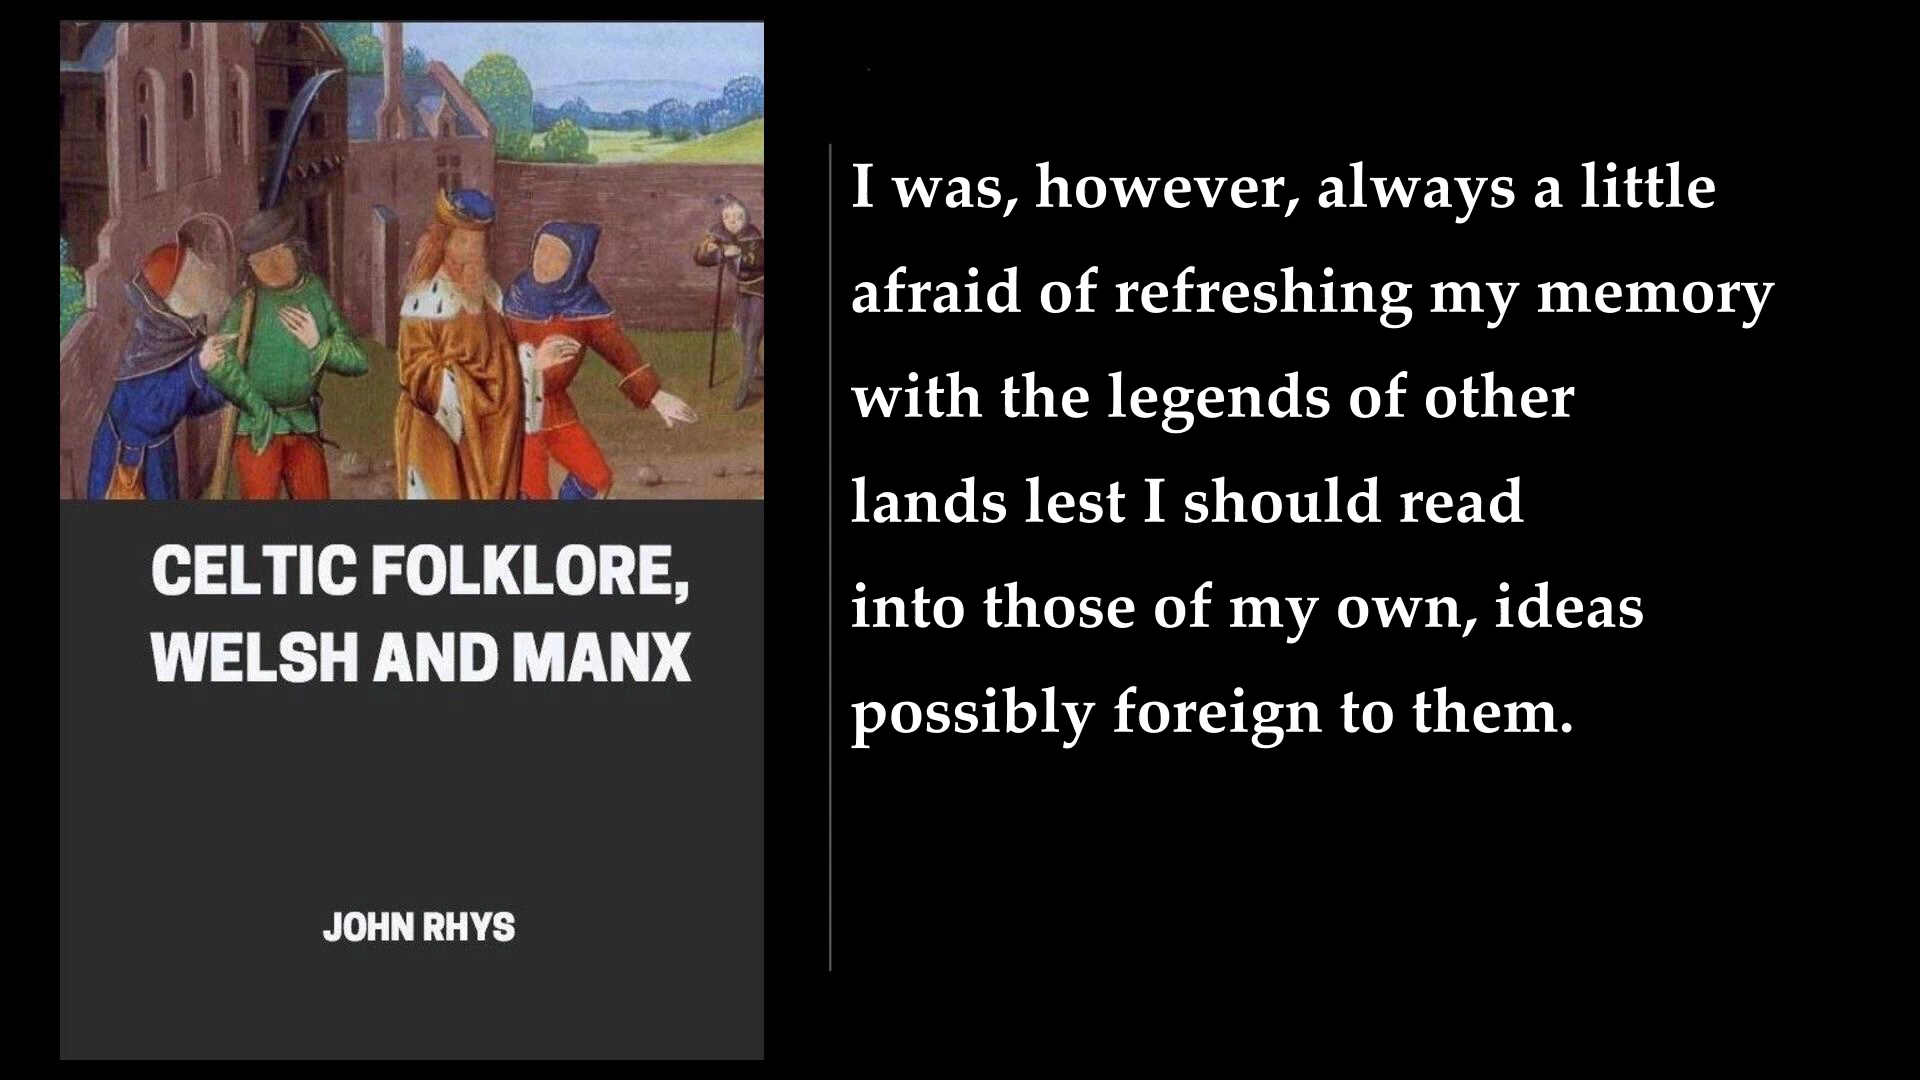 CELTIC FOLKLORE,
WELSH AND MANX
JOHN RHYS
I was, however, always a little
afraid of refreshing my memory
with the legends of other
lands lest I should read
into those of my own, ideas
possibly foreign to them.